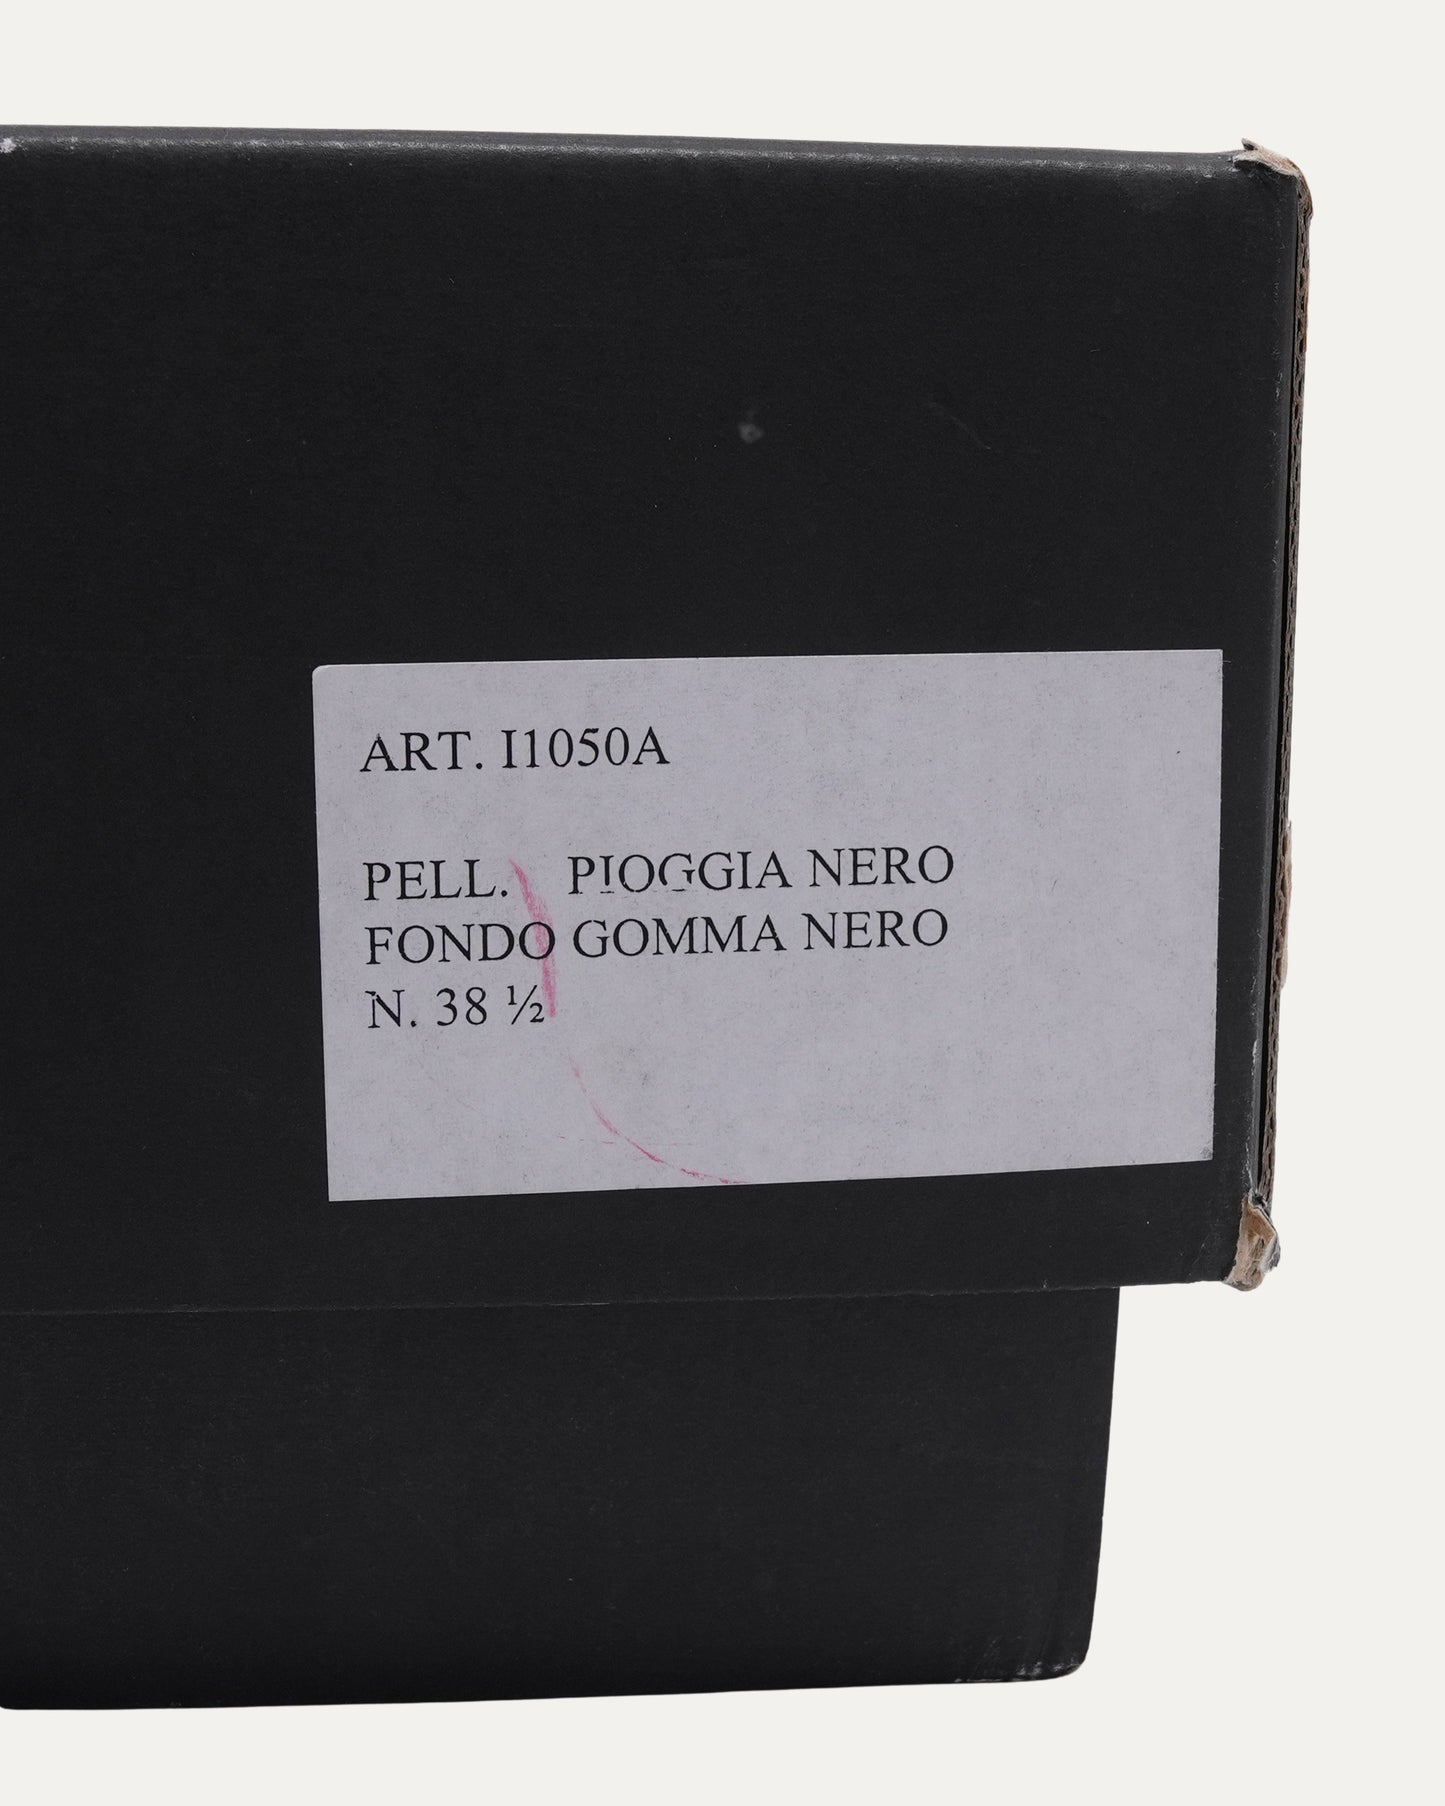 ART. I1050A
PELL. PIOGGIA NERO
FONDO GOMMA NERO
N. 38 ½